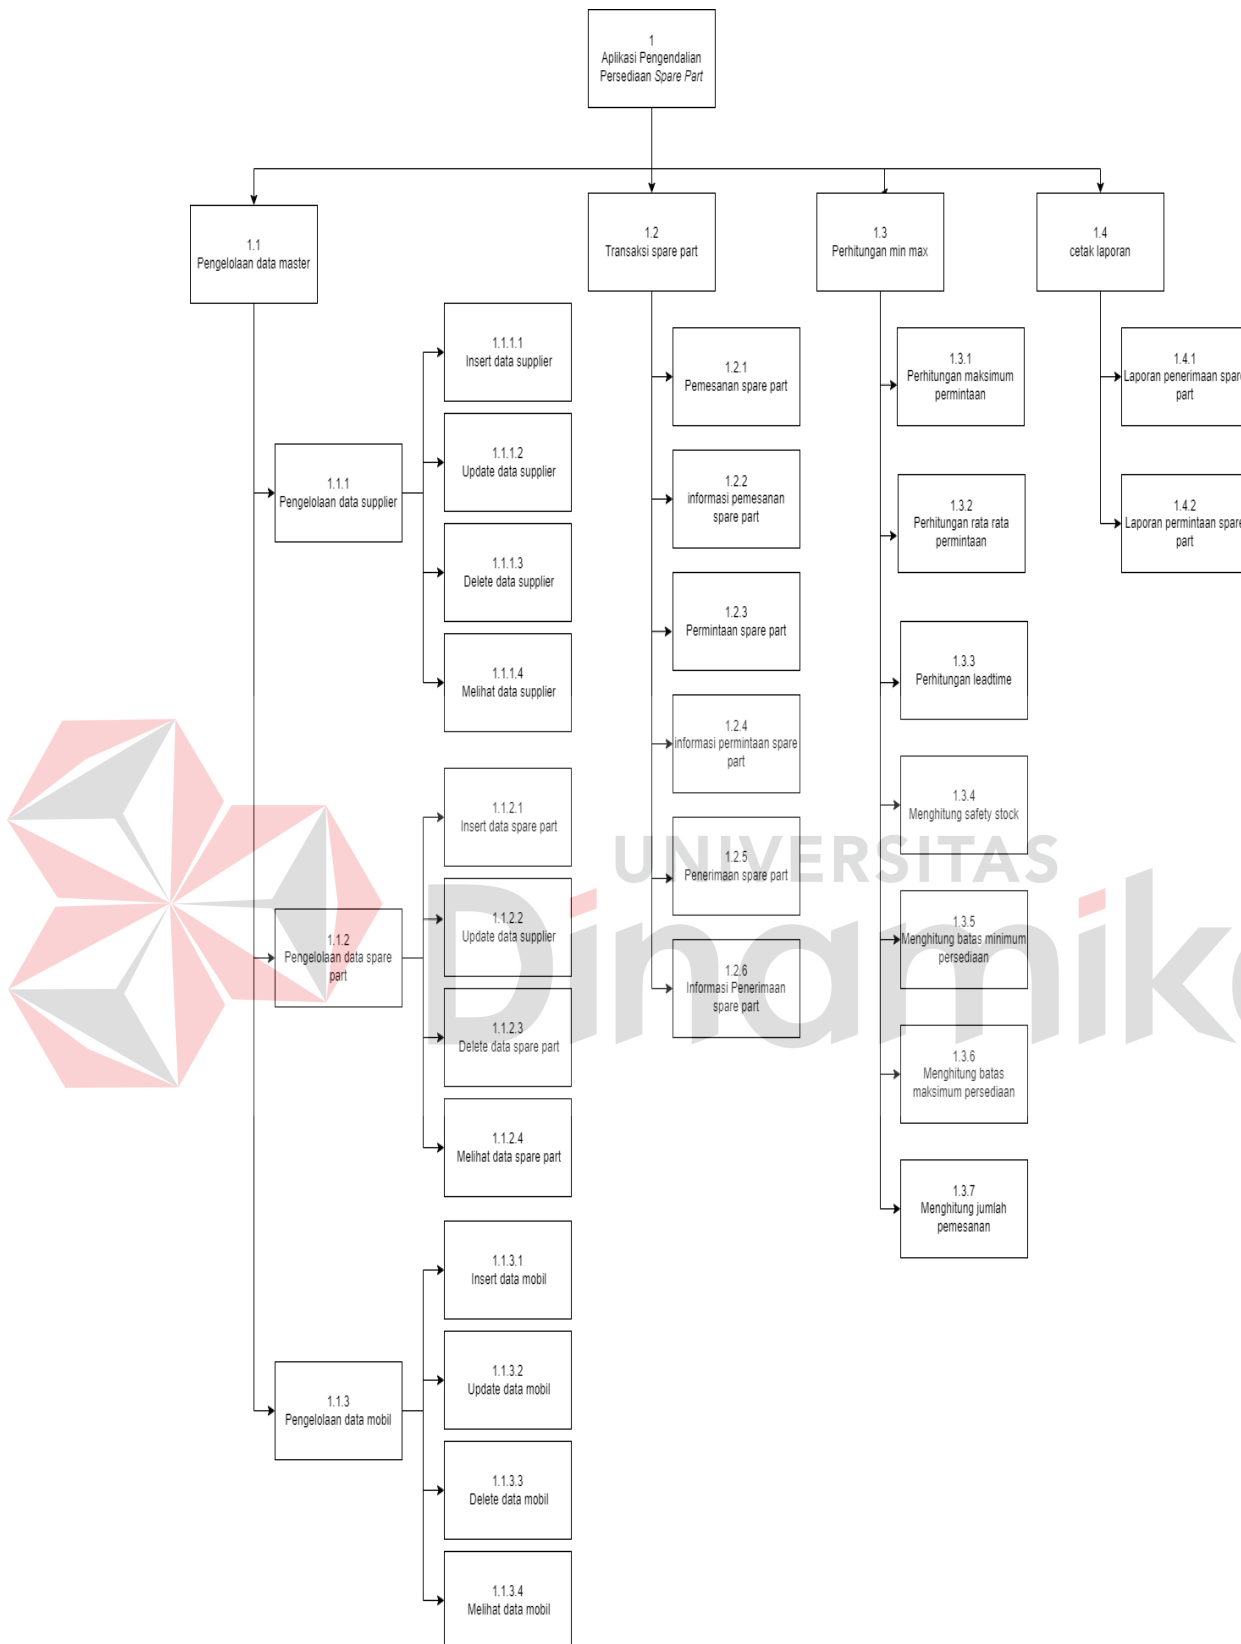 1
Aplikasi Pengendalian
Persediaan Spare Part
1.1
Pengelolaan data master
1.2
Transaksi spare part
1.3
Perhitungan min max
1.4
cetak laporan
1.1.1
Pengelolaan data supplier
1.1.1.1
Insert data supplier
1.1.1.2
Update data supplier
1.1.1.3
Delete data supplier
1.1.1.4
Melihat data supplier
1.1.2
Pengelolaan data spare
part
1.1.2.1
Insert data spare part
1.1.2.2
Update data supplier
1.1.2.3
Delete data spare part
1.1.2.4
Melihat data spare part
1.1.3
Pengelolaan data mobil
1.1.3.1
Insert data mobil
1.1.3.2
Update data mobil
1.1.3.3
Delete data mobil
1.1.3.4
Melihat data mobil
1.2.1
Pemesanan spare part
1.2.2
informasi pemesanan
spare part
1.2.3
Permintaan spare part
1.2.4
informasi permintaan spare
part
1.2.5
Penerimaan spare part
1.2.6
Informasi Penerimaan
spare part
1.3.1
Perhitungan maksimum
permintaan
1.3.2
Perhitungan rata rata
permintaan
1.3.3
Perhitungan leadtime
1.3.4
Menghitung safety stock
1.3.5
Menghitung batas minimum
persediaan
1.3.6
Menghitung batas
maksimum persediaan
1.3.7
Menghitung jumlah
pemesanan
1.4.1
Laporan penerimaan spare
part
1.4.2
Laporan permintaan spare
part
UNIVERSITAS
Dinamika